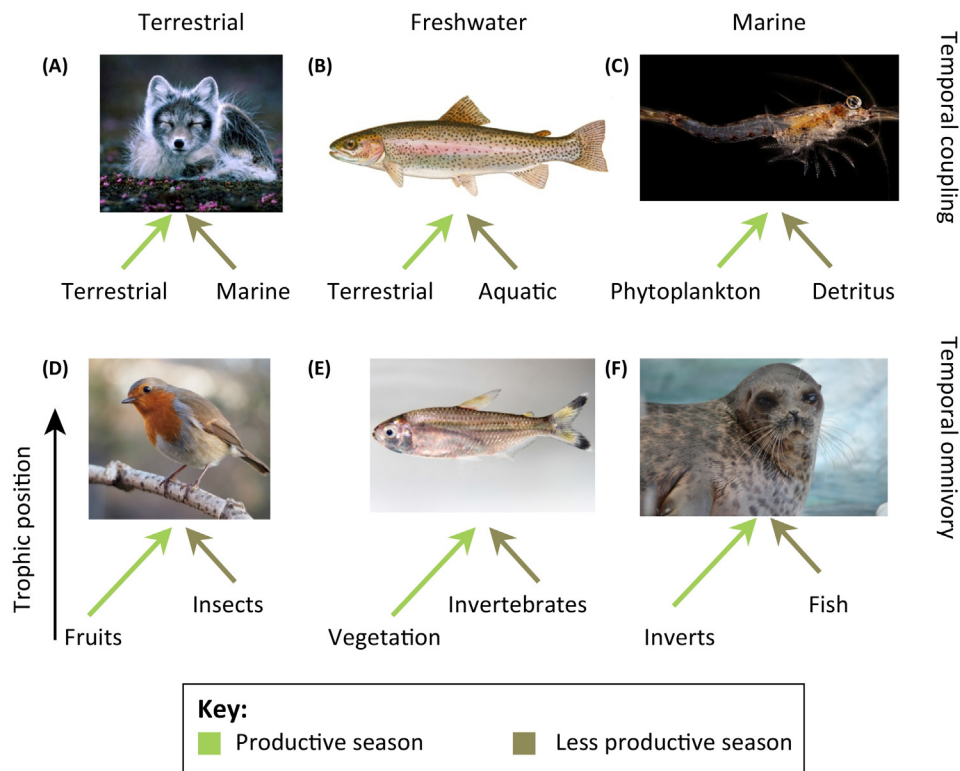 Terrestrial Freshwater Marine
(A) (B) (C)
Temporal coupling
Terrestrial Marine Terrestrial Aquatic Phytoplankton Detritus
(D) (E) (F)
Temporal omnivory
Trophic position
Insects Invertebrates Fish
Fruits Vegetation Inverts
Key:
Productive season Less productive season